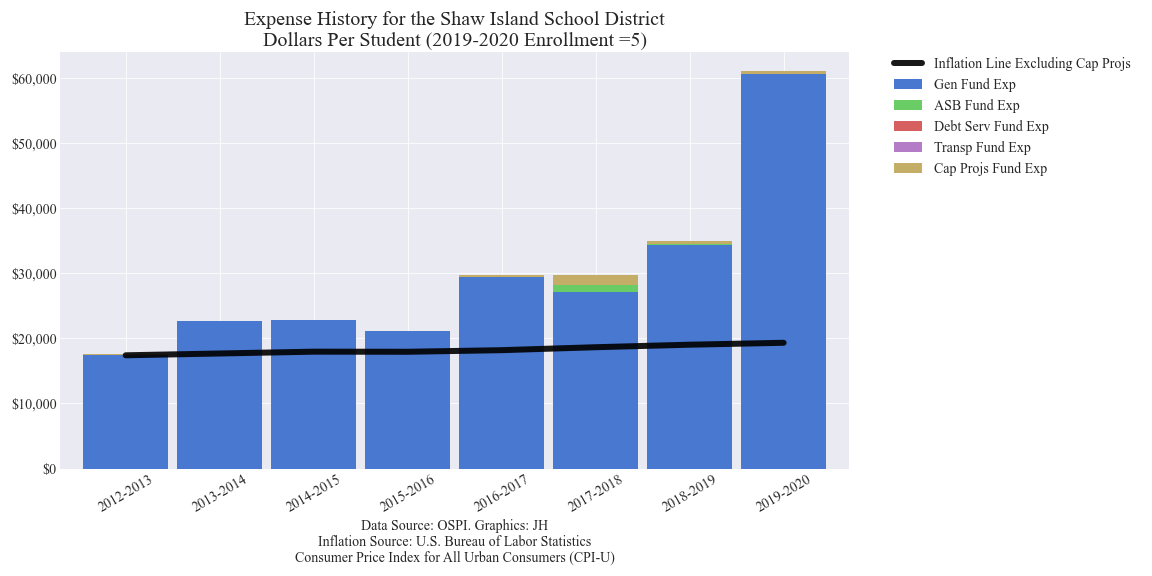 Expense History for the Shaw Island School District
Dollars Per Student (2019-2020 Enrollment =5)
$60,000
$50,000
$40,000
$30,000
$20,000
$10,000
$0
2012-2013
2013-2014
2014-2015
2015-2016
2016-2017
2017-2018
2018-2019
2019-2020
Inflation Line Excluding Cap Projs
Gen Fund Exp
ASB Fund Exp
Debt Serv Fund Exp
Transp Fund Exp
Cap Projs Fund Exp
Data Source: OSPI. Graphics: JH
Inflation Source: U.S. Bureau of Labor Statistics
Consumer Price Index for All Urban Consumers (CPI-U)